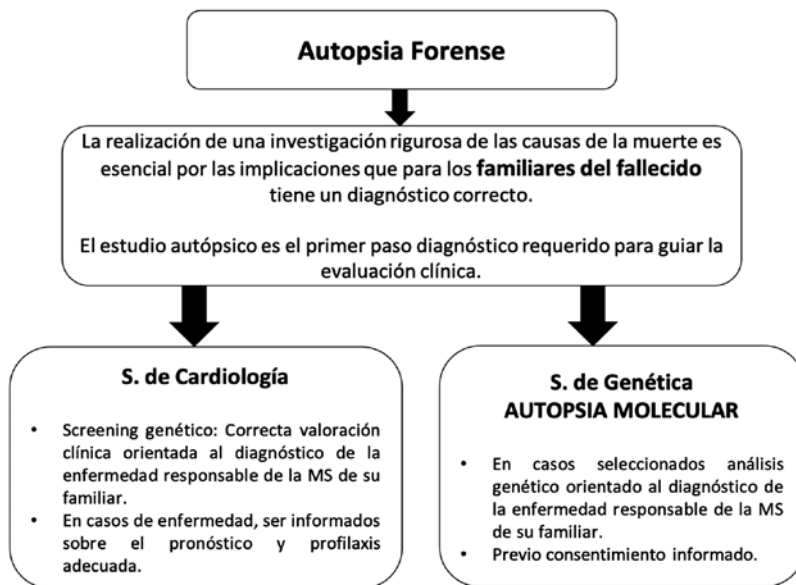 Autopsia Forense
La realización de una investigación rigurosa de las causas de la muerte es
esencial por las implicaciones que para los familiares del fallecido
tiene un diagnóstico correcto.
El estudio autópsico es el primer paso diagnóstico requerido para guiar la
evaluación clínica.
S. de Cardiología
• Screening genético: Correcta valoración
clínica orientada al diagnóstico de la
enfermedad responsable de la MS de su
familiar.
• En casos de enfermedad, ser informados
sobre el pronóstico y profilaxis
adecuada.
S. de Genética
AUTOPSIA MOLECULAR
• En casos seleccionados análisis
genético orientado al diagnóstico de
la enfermedad responsable de la MS
de su familiar.
• Previo consentimiento informado.